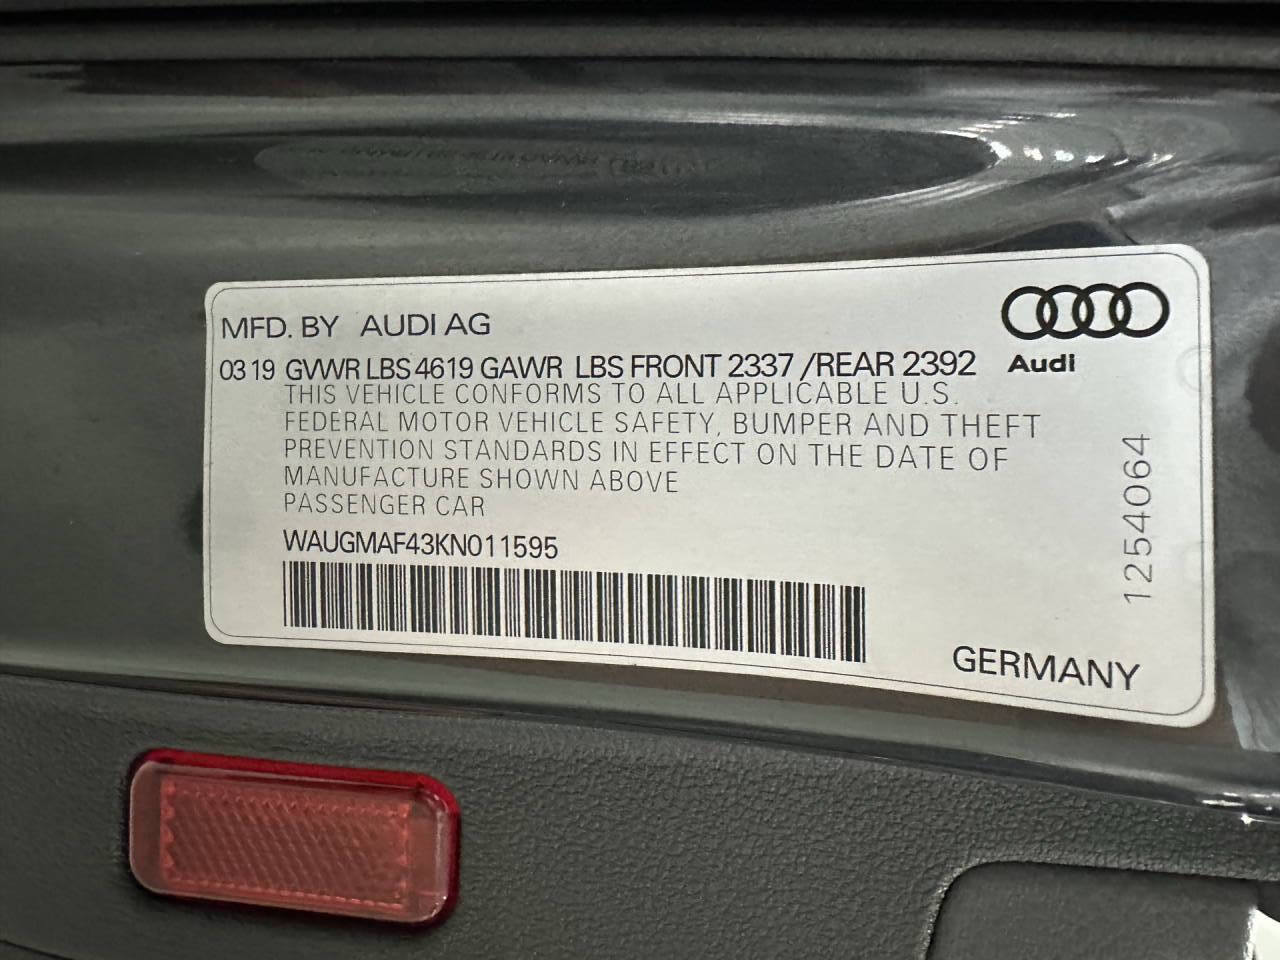 MFD. BY AUDI AG
Audi
03 19 GVWR LBS 4619 GAWR LBS FRONT 2337 /REAR 2392
THIS VEHICLE CONFORMS TO ALL APPLICABLE U.S.
FEDERAL MOTOR VEHICLE SAFETY, BUMPER AND THEFT
PREVENTION STANDARDS IN EFFECT ON THE DATE OF
MANUFACTURE SHOWN ABOVE
PASSENGER CAR
WAUGMAF43KN011595
1254064
GERMANY